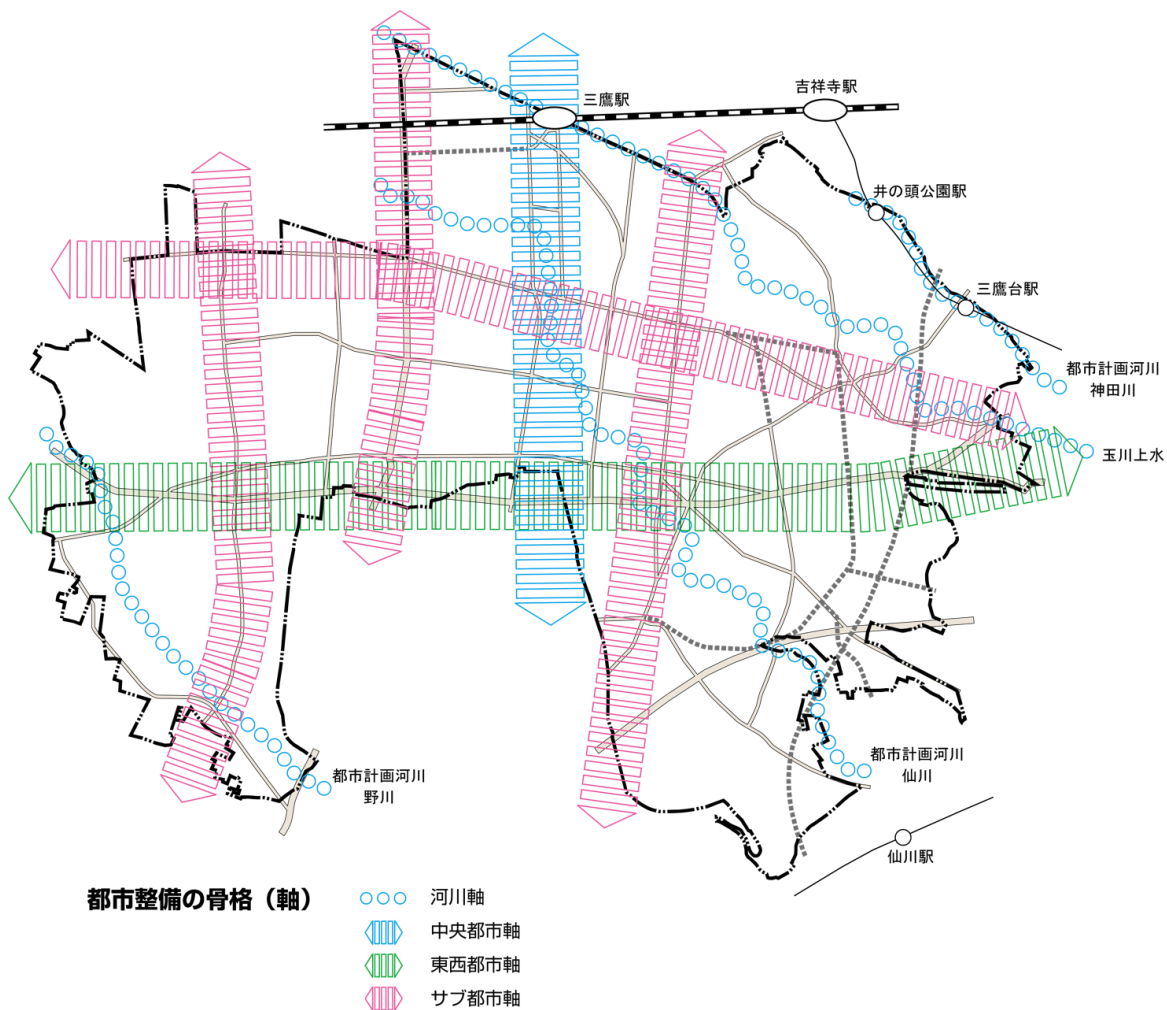 三鷹駅
吉祥寺駅
井の頭公園駅
三鷹台駅
都市計画河川
神田川
玉川上水
都市計画河川
仙川
都市計画河川
野川
仙川駅
都市整備の骨格（軸）
河川軸
中央都市軸
東西都市軸
サブ都市軸